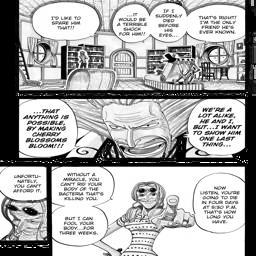 THAT'S RIGHT!
I'M THE ONLY
FRIEND HE'S
EVER KNOWN.
IF I
SUDDENLY
DIED
BEFORE
HIS
EYES...
...IT
WOULD BE
A TERRIBLE
SHOCK
FOR HIM!!
I'D LIKE TO
SPARE HIM
THAT!!
WE'RE A
LOT ALIKE,
HE AND I,
BUT...I WANT
TO SHOW HIM
ONE LAST
THING...
...THAT
ANYTHING IS
POSSIBLE,
BY MAKING
CHERRY
BLOSSOMS
BLOOM!!!
NOW
LISTEN, YOU'RE
GOING TO DIE
IN FOUR DAYS
AT 5:30 P.M.
THAT'S HOW
LONG YOU
HAVE.
WITHOUT A
MIRACLE, YOU
CAN'T RID YOUR
BODY OF THE
BACTERIA THAT'S
KILLING YOU.
BUT I CAN
FOOL YOUR
BODY...FOR
THREE WEEKS.
UNFORTU-
NATELY, YOU
CAN'T
AFFORD IT.